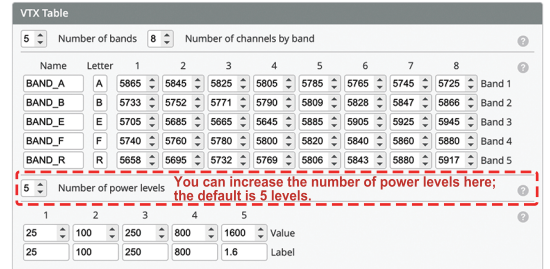 VTX Table
5 Number of bands 8 Number of channels by band
Name Letter 1 2 3 4 5 6 7 8
BAND_A A 5865 5845 5825 5805 5785 5765 5745 5725 Band 1
BAND_B B 5733 5752 5771 5790 5809 5828 5847 5866 Band 2
BAND_E E 5705 5685 5665 5645 5885 5905 5925 5945 Band 3
BAND_F F 5740 5760 5780 5800 5820 5840 5860 5880 Band 4
BAND_R R 5658 5695 5732 5769 5806 5843 5880 5917 Band 5
5 Number of power levels You can increase the number of power levels here;
the default is 5 levels.
1 2 3 4 5
25 100 250 800 1600 Value
25 100 250 800 1.6 Label